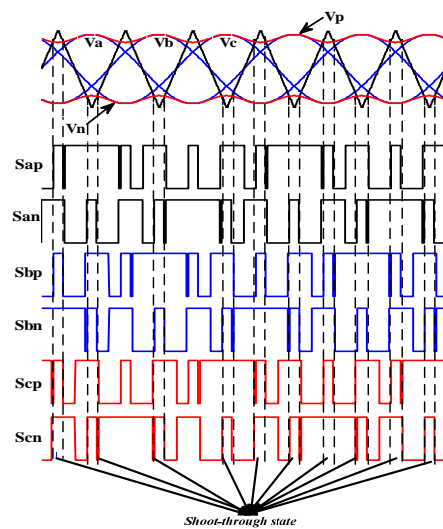 Vp
Va Vb Vc
Vn
Sap
San
Sbp
Sbn
Scp
Scn
Shoot-through state